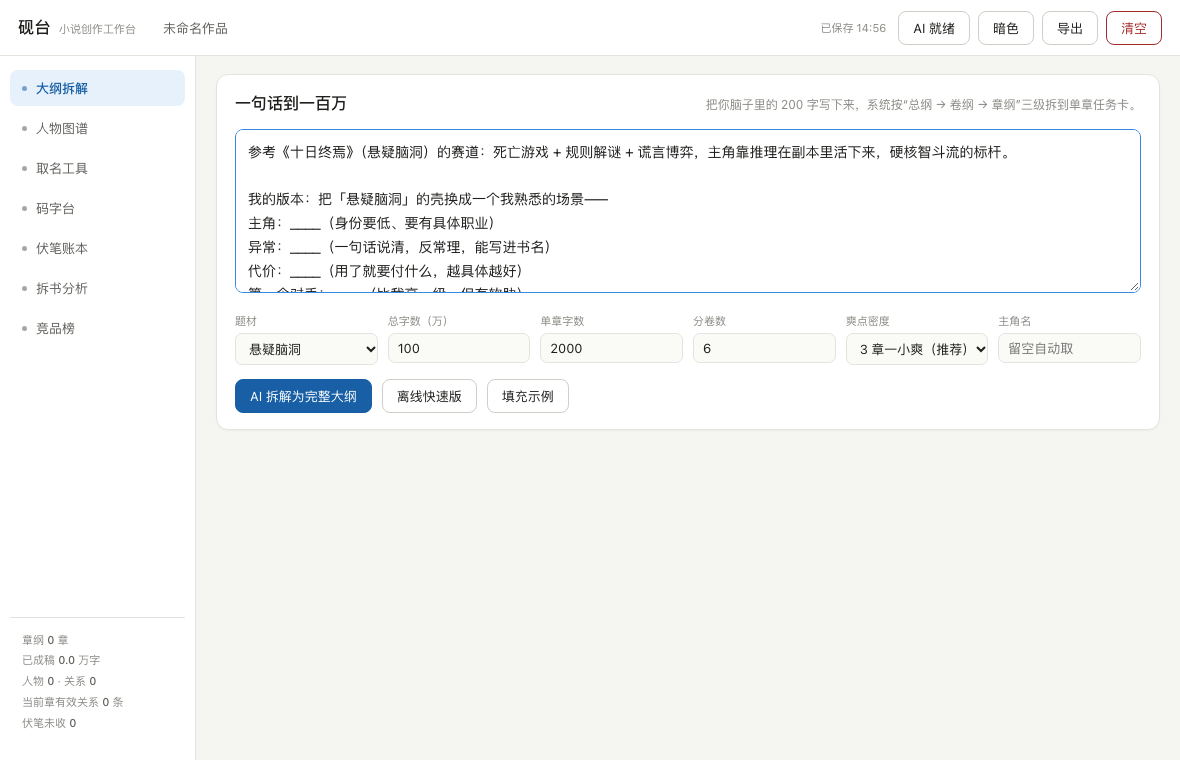 砚台 小说创作工作台 未命名作品 已保存 14:56 AI 就绪 暗色 导出 清空
大纲拆解
人物图谱
取名工具
码字台
伏笔账本
拆书分析
竞品榜
章纲 0 章
已成稿 0.0 万字
人物 0 · 关系 0
当前章有效关系 0 条
伏笔未收 0
一句话到一百万 把你脑子里的 200 字写下来，系统按"总纲 → 卷纲 → 章纲"三级拆到单章任务卡。
参考《十日终焉》（悬疑脑洞）的赛道：死亡游戏 + 规则解谜 + 谎言博弈，主角靠推理在副本里活下来，硬核智斗流的标杆。
我的版本：把「悬疑脑洞」的壳换成一个我熟悉的场景——
主角：____（身份要低、要有具体职业）
异常：____（一句话说清，反常理，能写进书名）
代价：____（用了就要付什么，越具体越好）
题材 总字数（万） 单章字数 分卷数 爽点密度 主角名
悬疑脑洞 100 2000 6 3 章一小爽（推荐） 留空自动取
AI 拆解为完整大纲 离线快速版 填充示例